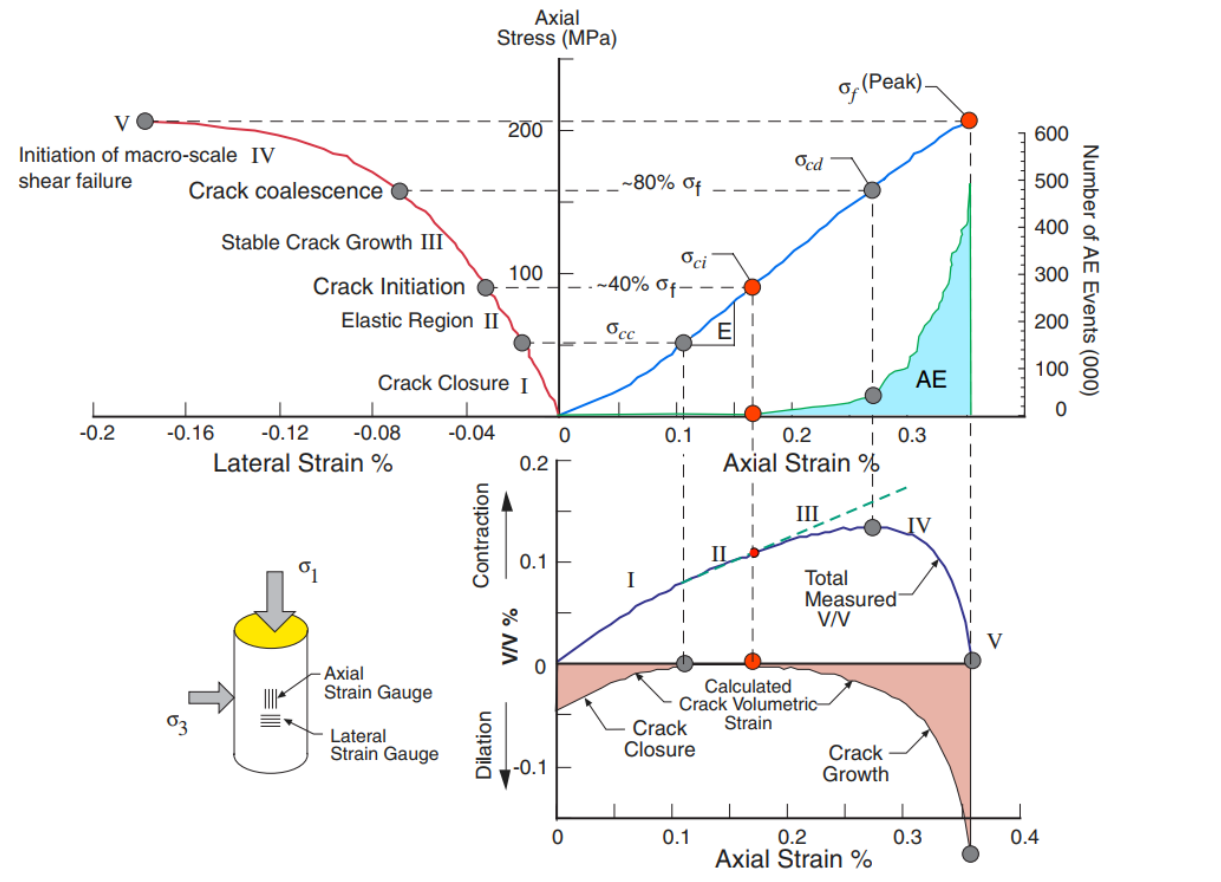 Axial
Stress (MPa)
σf (Peak)
V
200
600
Initiation of macro-scale IV
shear failure
σcd
Crack coalescence
~80% σf
500
Number of AE Events (000)
400
Stable Crack Growth III
σci
100
300
Crack Initiation
~40% σf
Elastic Region II
σcc
E
200
Crack Closure I
AE
100
0
-0.2
-0.16
-0.12
-0.08
-0.04
0
0.1
0.2
0.3
Lateral Strain %
Axial Strain %
0.2
Contraction
III
IV
II
0.1
I
Total
Measured
V/V
V/V %
V
0
σ1
Axial
Strain Gauge
σ3
Lateral
Strain Gauge
Calculated
Crack Volumetric
Strain
Crack
Closure
Dilation
Crack
Growth
-0.1
0
0.1
0.2
0.3
0.4
Axial Strain %